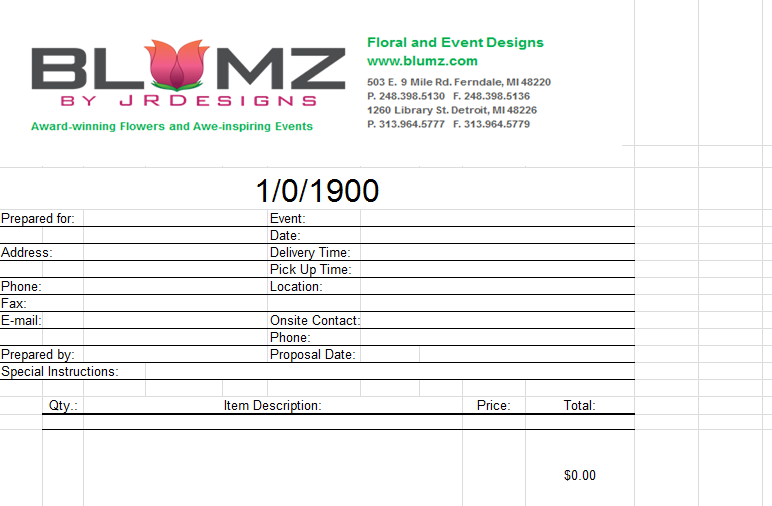 BLUMZ
BY JRDESIGNS
Award-winning Flowers and Awe-inspiring Events
Floral and Event Designs
www.blumz.com
503 E. 9 Mile Rd. Ferndale, MI 48220
P. 248.398.5130 F. 248.398.5136
1260 Library St. Detroit, MI 48226
P. 313.964.5777 F. 313.964.5779
1/0/1900
Prepared for: Event:
Date:
Address: Delivery Time:
Pick Up Time:
Phone: Location:
Fax:
E-mail: Onsite Contact:
Phone:
Prepared by: Proposal Date:
Special Instructions:
Qty.: Item Description: Price: Total:
$0.00